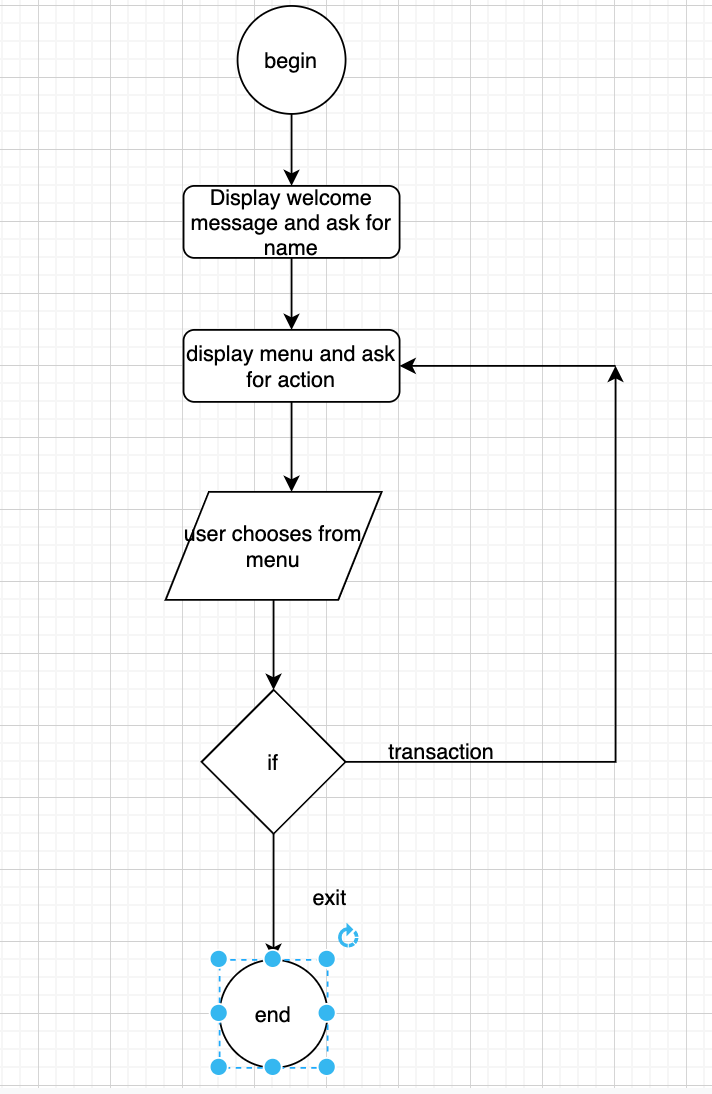 begin
Display welcome
message and ask for
name
display menu and ask
for action
user chooses from
menu
if
transaction
exit
end